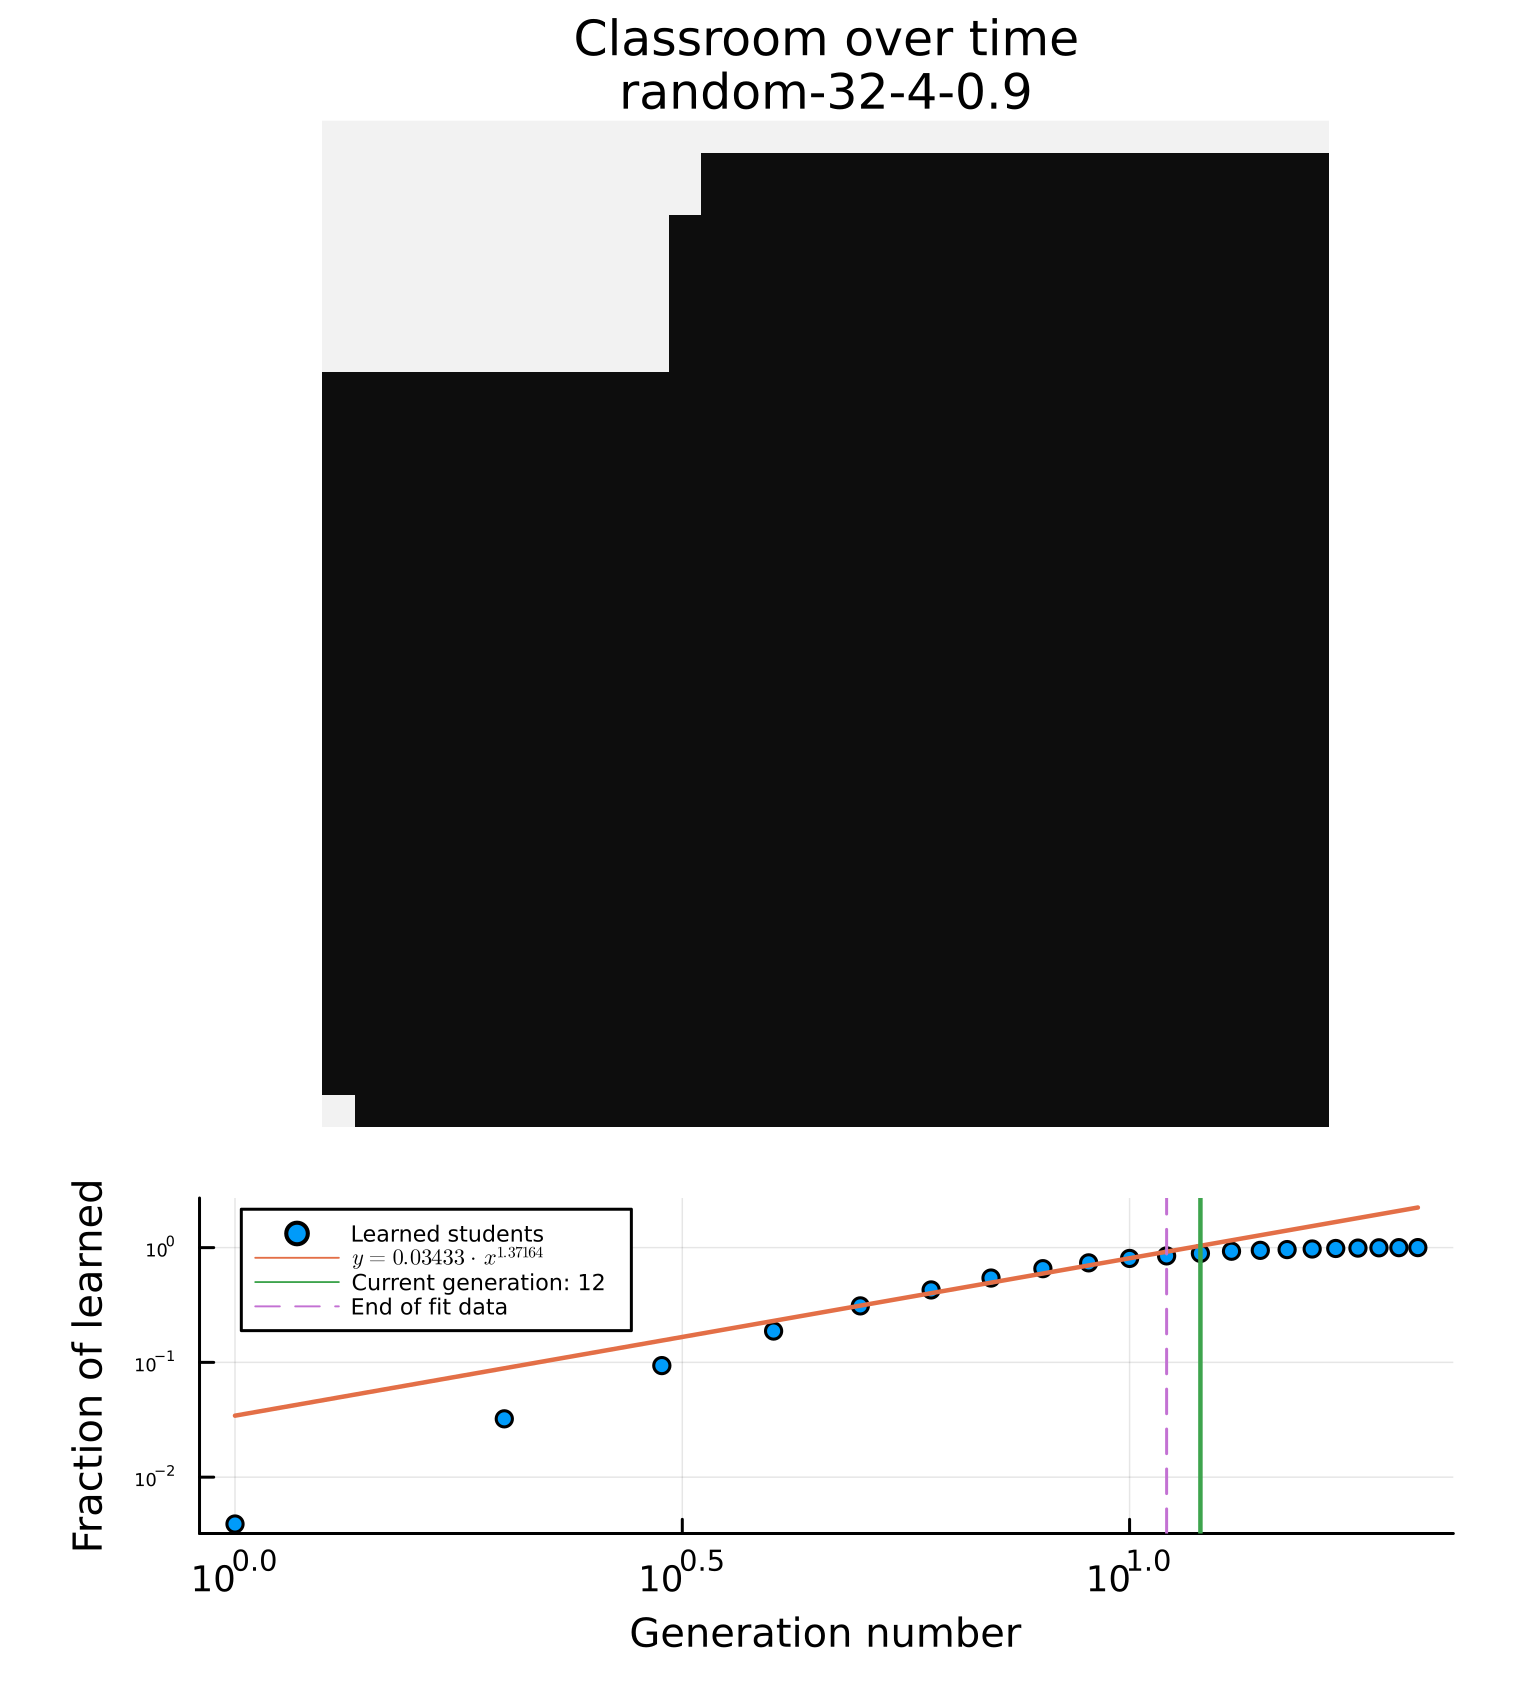 Classroom over time
random-32-4-0.9
Fraction of learned
10⁰
10⁻¹
10⁻²
Learned students
y = 0.03433 · x^1.37164
Current generation: 12
End of fit data
10^0.0
10^0.5
10^1.0
Generation number